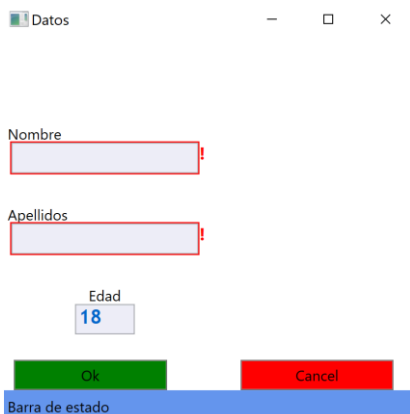 Datos
Nombre
!
Apellidos
!
Edad
18
Ok Cancel
Barra de estado